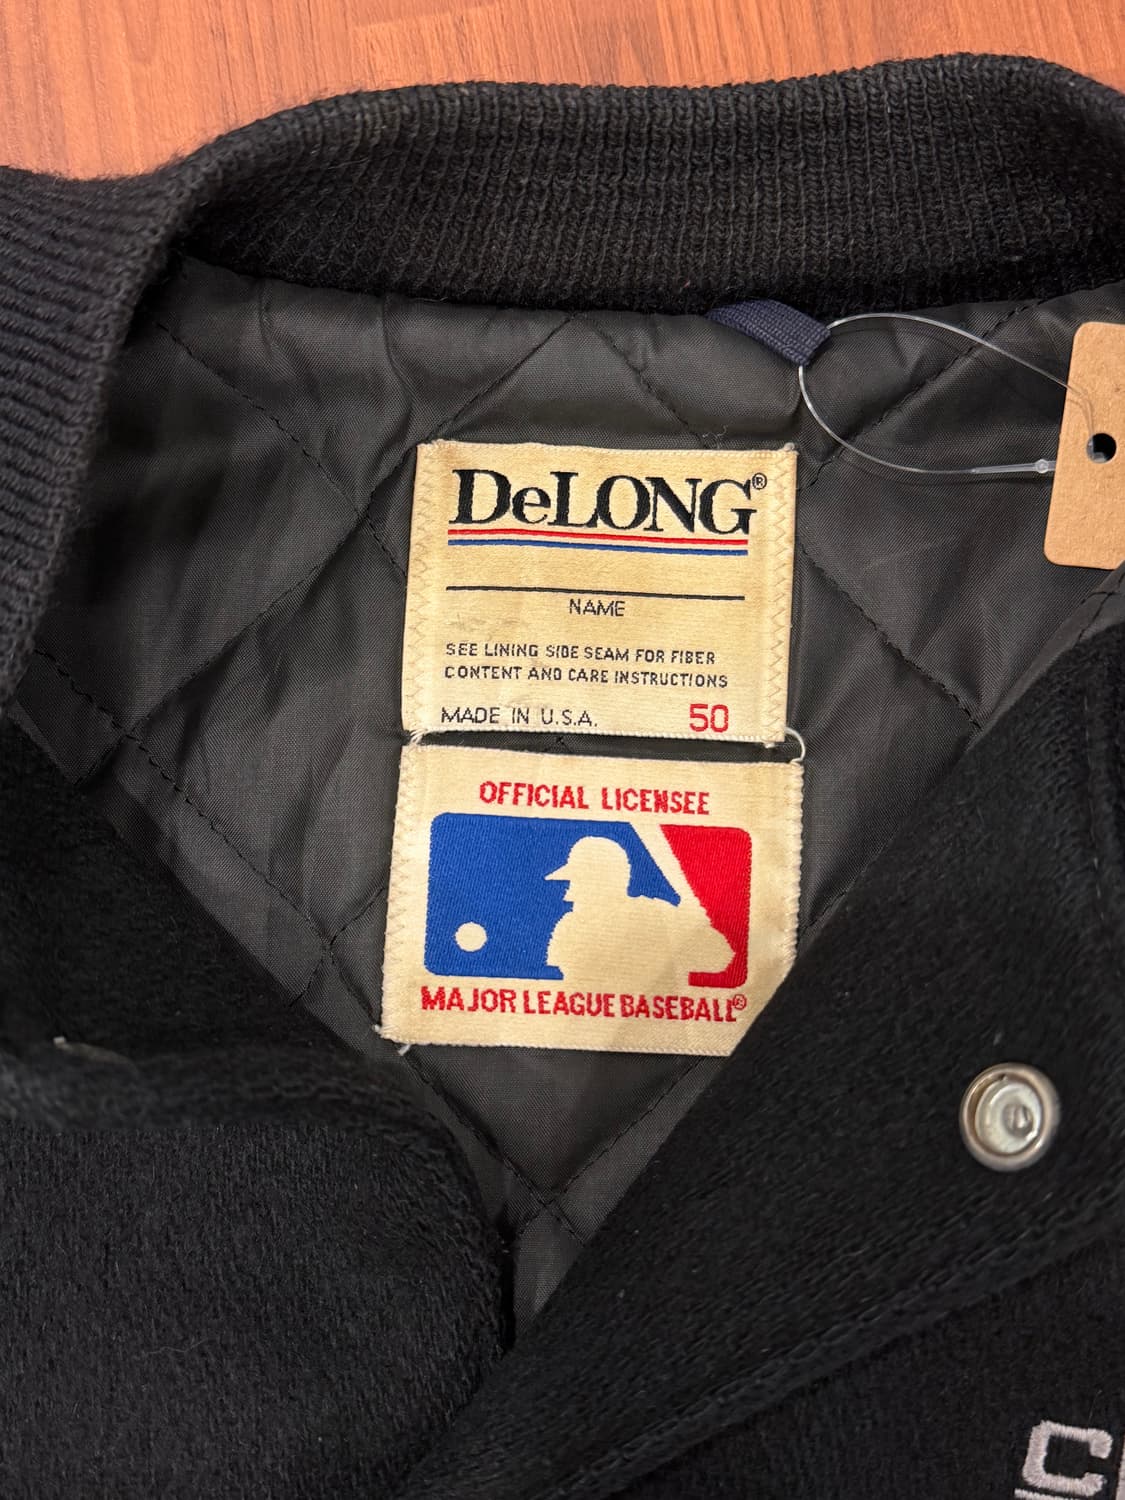 DeLONG®
NAME
SEE LINING SIDE SEAM FOR FIBER
CONTENT AND CARE INSTRUCTIONS
MADE IN U.S.A. 50
OFFICIAL LICENSEE
MAJOR LEAGUE BASEBALL®
C